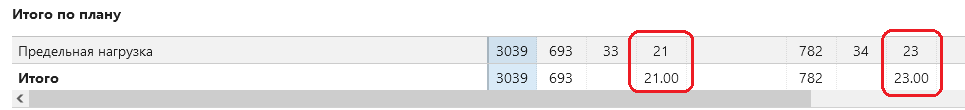 Итого по плану
Предельная нагрузка 3039 693 33 21 782 34 23
Итого 3039 693 21.00 782 23.00